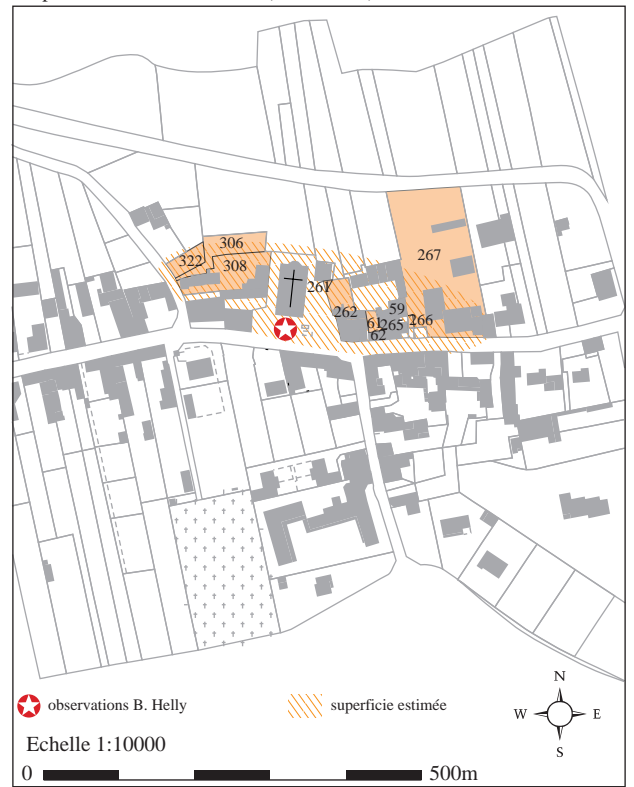 306
322
308
261
267
262
59
61
265
266
62
observations B. Helly
superficie estimée
N
W E
S
Echelle 1:10000
0 500m